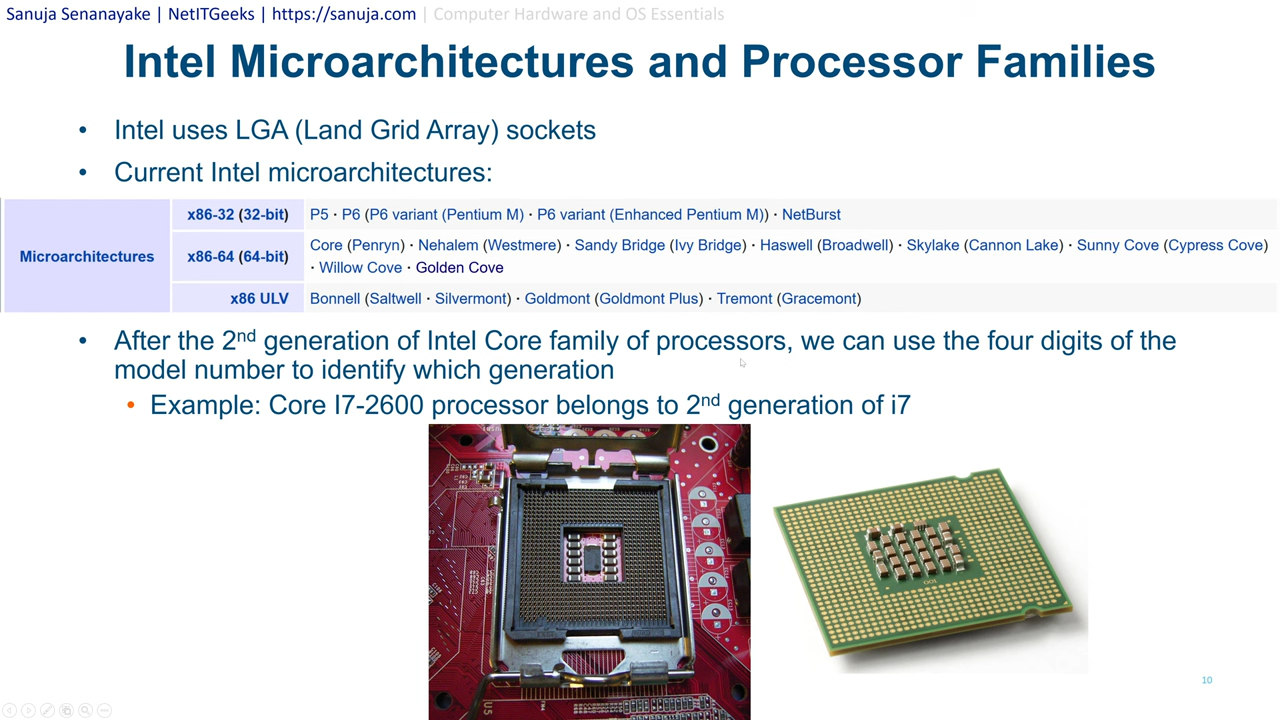 Sanuja Senanayake | NetITGeeks | https://sanuja.com | Computer Hardware and OS Essentials
Intel Microarchitectures and Processor Families
• Intel uses LGA (Land Grid Array) sockets
• Current Intel microarchitectures:
Microarchitectures
x86-32 (32-bit) P5 · P6 (P6 variant (Pentium M) · P6 variant (Enhanced Pentium M)) · NetBurst
x86-64 (64-bit) Core (Penryn) · Nehalem (Westmere) · Sandy Bridge (Ivy Bridge) · Haswell (Broadwell) · Skylake (Cannon Lake) · Sunny Cove (Cypress Cove)
· Willow Cove · Golden Cove
x86 ULV Bonnell (Saltwell · Silvermont) · Goldmont (Goldmont Plus) · Tremont (Gracemont)
• After the 2nd generation of Intel Core family of processors, we can use the four digits of the
model number to identify which generation
• Example: Core I7-2600 processor belongs to 2nd generation of i7
10